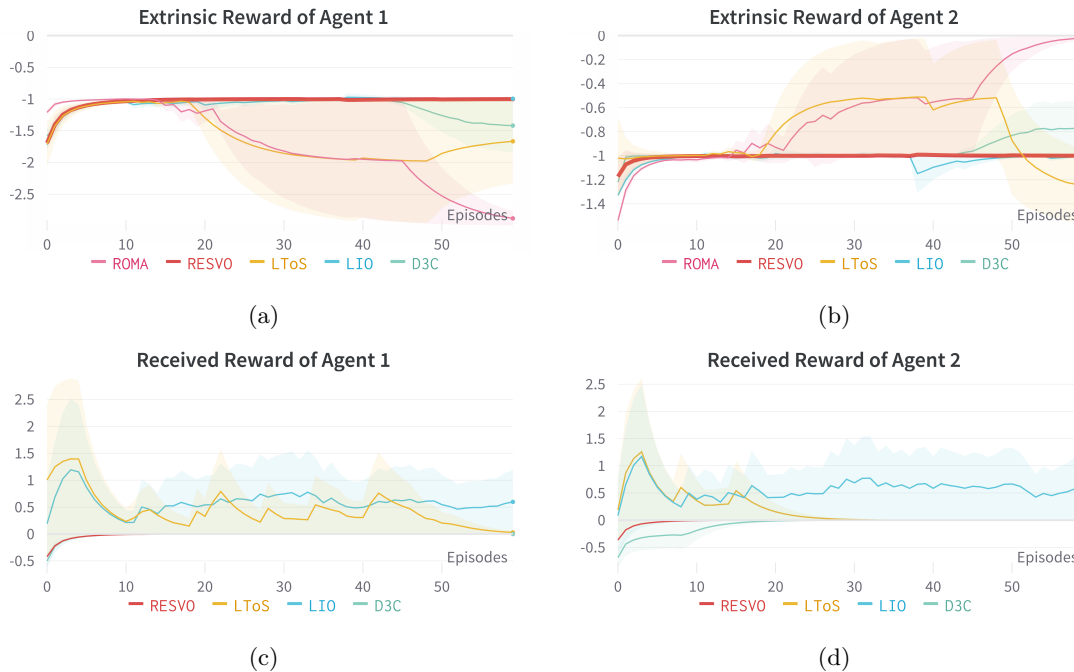 Extrinsic Reward of Agent 1
0
-0.5
-1
-1.5
-2
-2.5
Episodes
0 10 20 30 40 50
ROMA RESVO LToS LIO D3C
(a)
Extrinsic Reward of Agent 2
0
-0.2
-0.4
-0.6
-0.8
-1
-1.2
-1.4
Episodes
0 10 20 30 40 50
ROMA RESVO LToS LIO D3C
(b)
Received Reward of Agent 1
2.5
2
1.5
1
0.5
0
-0.5
Episodes
0 10 20 30 40 50
RESVO LToS LIO D3C
(c)
Received Reward of Agent 2
2.5
2
1.5
1
0.5
0
-0.5
Episodes
0 10 20 30 40 50
RESVO LToS LIO D3C
(d)